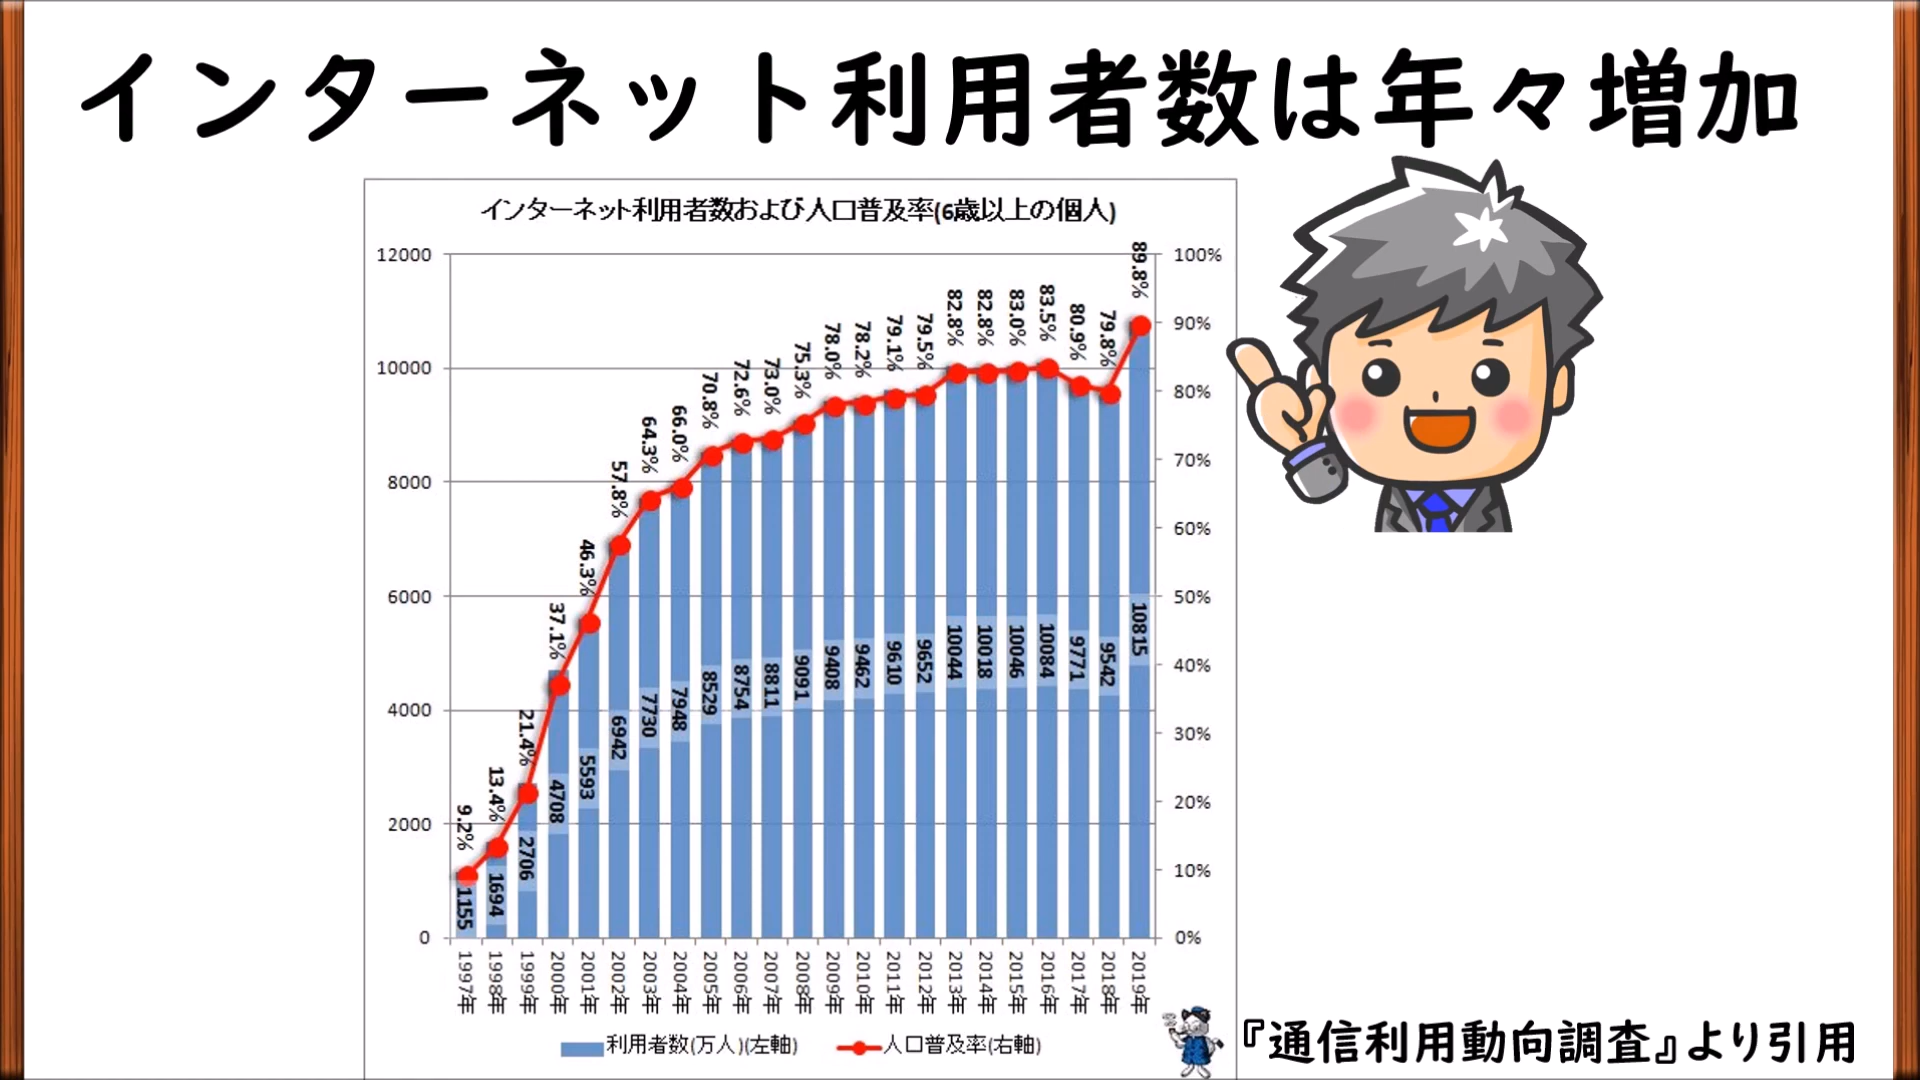 インターネット利用者数は年々増加
インターネット利用者数および人口普及率(6歳以上の個人)
12000
10000
8000
6000
4000
2000
0
100%
90%
80%
70%
60%
50%
40%
30%
20%
10%
0%
9.2%
13.4%
21.4%
37.1%
46.3%
57.8%
64.3%
66.0%
70.8%
72.6%
73.0%
75.3%
78.0%
78.2%
79.1%
79.5%
82.8%
82.8%
83.0%
83.5%
80.9%
79.8%
89.8%
1155
1694
2706
4708
5593
6942
7730
7948
8529
8754
8811
9091
9408
9462
9610
9652
10044
10018
10046
10084
9771
9542
10815
1997年
1998年
1999年
2000年
2001年
2002年
2003年
2004年
2005年
2006年
2007年
2008年
2009年
2010年
2011年
2012年
2013年
2014年
2015年
2016年
2017年
2018年
2019年
利用者数(万人)(左軸)
人口普及率(右軸)
『通信利用動向調査』より引用